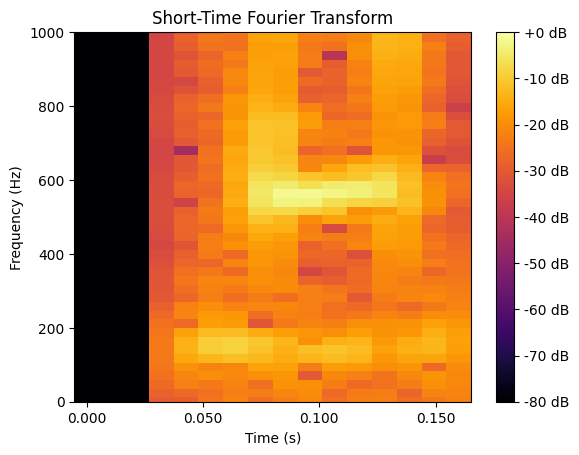 Short-Time Fourier Transform
1000
800
600
400
200
0
Frequency (Hz)
0.000
0.050
0.100
0.150
Time (s)
+0 dB
-10 dB
-20 dB
-30 dB
-40 dB
-50 dB
-60 dB
-70 dB
-80 dB